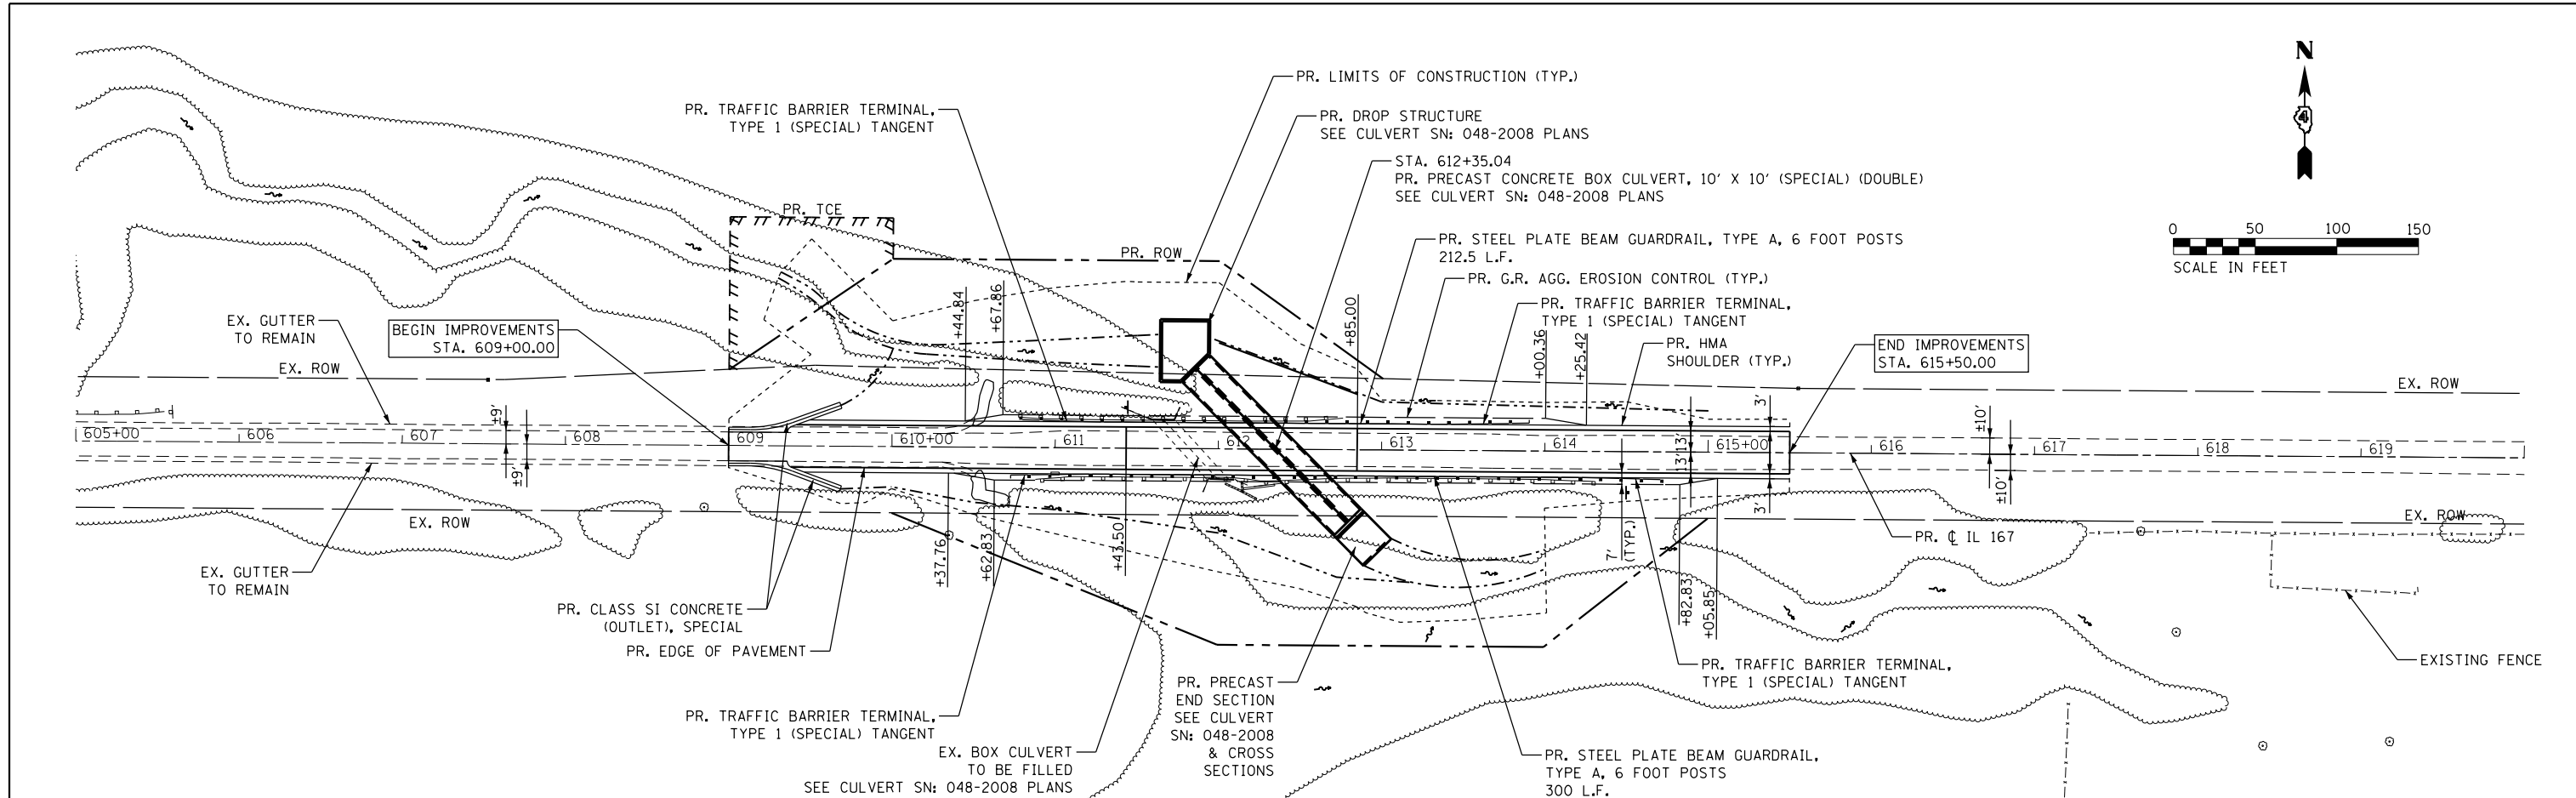 N
4
0 50 100 150
SCALE IN FEET
PR. LIMITS OF CONSTRUCTION (TYP.)
PR. TRAFFIC BARRIER TERMINAL,
TYPE 1 (SPECIAL) TANGENT
PR. DROP STRUCTURE
SEE CULVERT SN: 048-2008 PLANS
STA. 612+35.04
PR. PRECAST CONCRETE BOX CULVERT, 10' X 10' (SPECIAL) (DOUBLE)
SEE CULVERT SN: 048-2008 PLANS
PR. TCE
PR. ROW
PR. STEEL PLATE BEAM GUARDRAIL, TYPE A, 6 FOOT POSTS
212.5 L.F.
PR. G.R. AGG. EROSION CONTROL (TYP.)
PR. TRAFFIC BARRIER TERMINAL,
TYPE 1 (SPECIAL) TANGENT
EX. GUTTER
TO REMAIN
BEGIN IMPROVEMENTS
STA. 609+00.00
+44.84
+67.86
+85.00
+00.36
+25.42
PR. HMA
SHOULDER (TYP.)
END IMPROVEMENTS
STA. 615+50.00
EX. ROW
EX. ROW
±9'
±9'
3'
13'
13'
3'
±10'
±10'
605+00 606 607 608 609 610+00 611 612 613 614 615+00 616 617 618 619
EX. ROW
EX. ROW
PR. ℄ IL 167
+37.76
+62.83
+43.50
7'
(TYP.)
+82.83
+05.85
EX. GUTTER
TO REMAIN
PR. CLASS SI CONCRETE
(OUTLET), SPECIAL
PR. EDGE OF PAVEMENT
PR. TRAFFIC BARRIER TERMINAL,
TYPE 1 (SPECIAL) TANGENT
EXISTING FENCE
PR. PRECAST
END SECTION
SEE CULVERT
SN: 048-2008
& CROSS
SECTIONS
PR. TRAFFIC BARRIER TERMINAL,
TYPE 1 (SPECIAL) TANGENT
EX. BOX CULVERT
TO BE FILLED
SEE CULVERT SN: 048-2008 PLANS
PR. STEEL PLATE BEAM GUARDRAIL,
TYPE A, 6 FOOT POSTS
300 L.F.